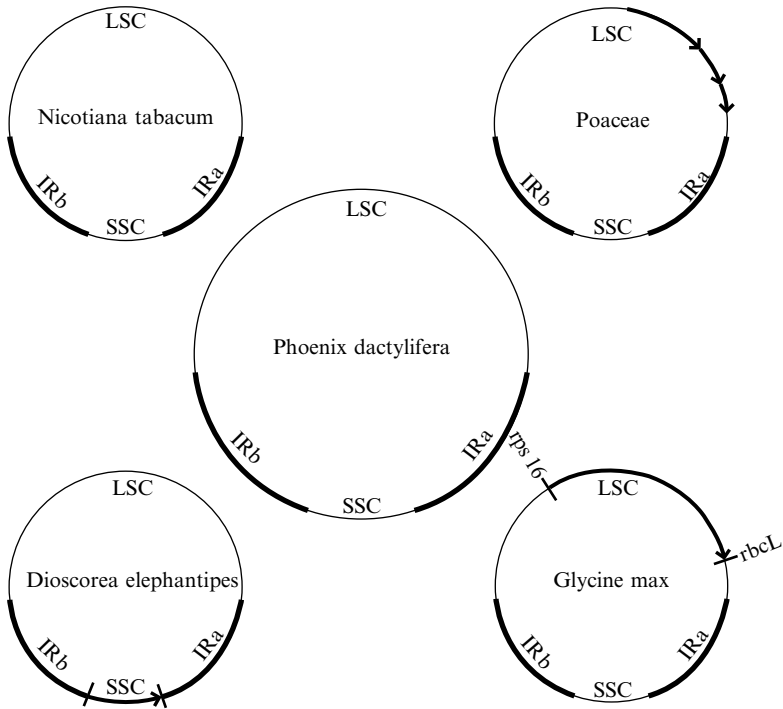 LSC
Nicotiana tabacum
IRb
IRa
SSC
LSC
Poaceae
IRb
IRa
SSC
LSC
Phoenix dactylifera
IRb
IRa
SSC
LSC
Dioscorea elephantipes
IRb
IRa
SSC
rps 16
LSC
rbcL
Glycine max
IRb
IRa
SSC